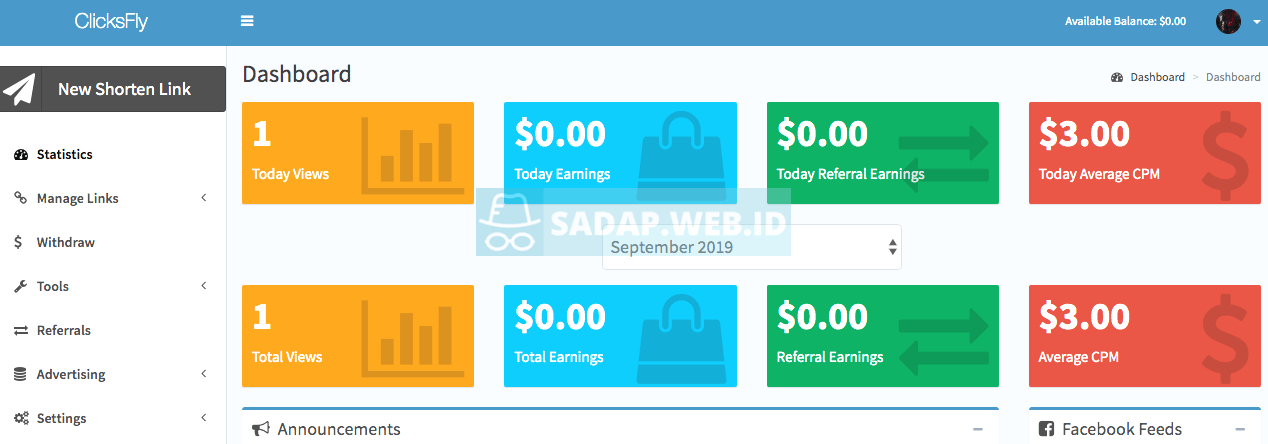 ClicksFly
Available Balance: $0.00
New Shorten Link
Statistics
Manage Links
Withdraw
Tools
Referrals
Advertising
Settings
Dashboard
Dashboard > Dashboard
1
Today Views
$0.00
Today Earnings
$0.00
Today Referral Earnings
$3.00
Today Average CPM
SADAP.WEB.ID
September 2019
1
Total Views
$0.00
Total Earnings
$0.00
Referral Earnings
$3.00
Average CPM
Announcements
Facebook Feeds